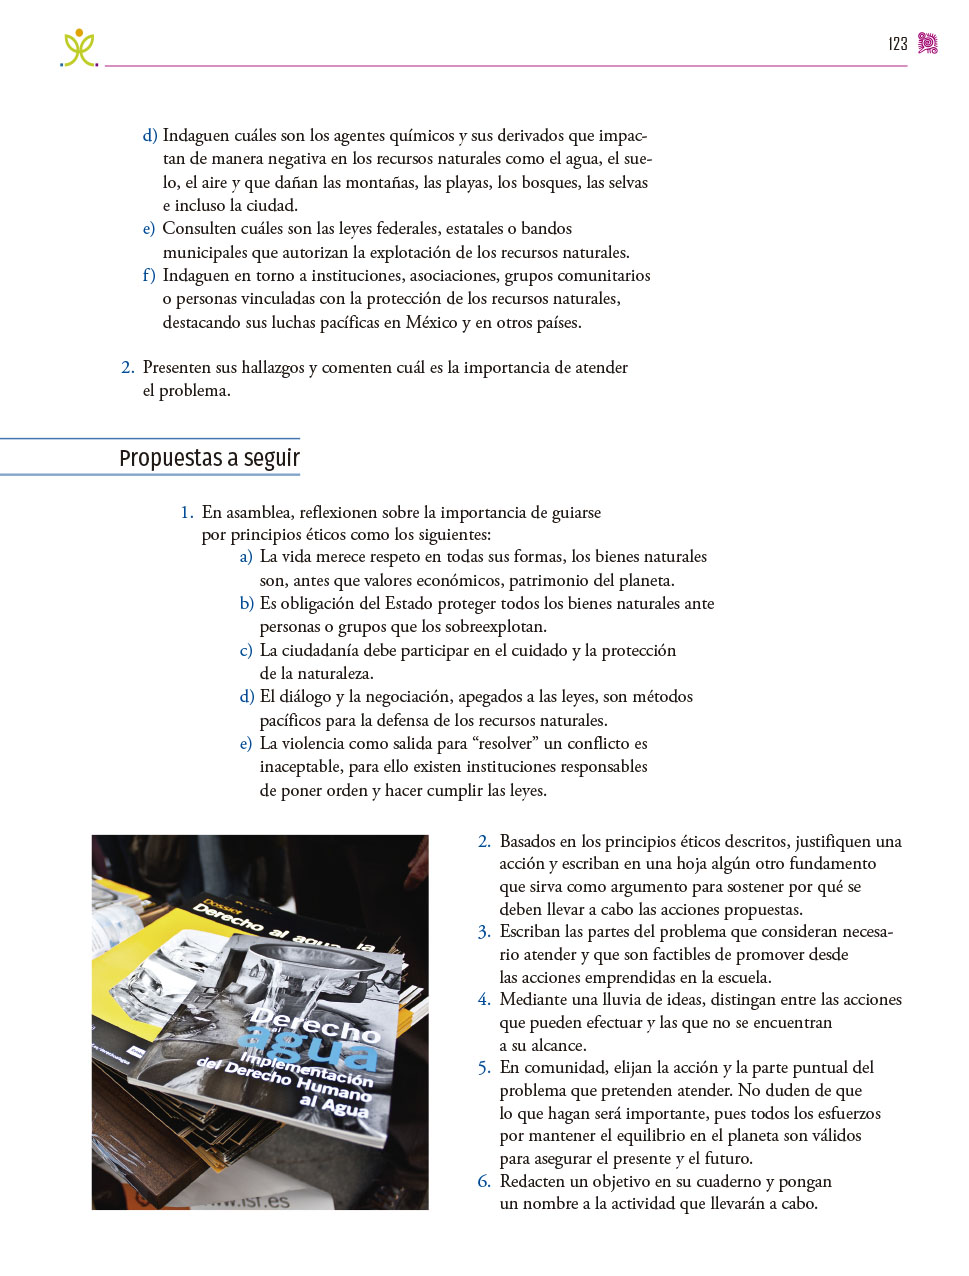 123
d) Indaguen cuáles son los agentes químicos y sus derivados que impac-
tan de manera negativa en los recursos naturales como el agua, el sue-
lo, el aire y que dañan las montañas, las playas, los bosques, las selvas
e incluso la ciudad.
e) Consulten cuáles son las leyes federales, estatales o bandos
municipales que autorizan la explotación de los recursos naturales.
f) Indaguen en torno a instituciones, asociaciones, grupos comunitarios
o personas vinculadas con la protección de los recursos naturales,
destacando sus luchas pacíficas en México y en otros países.
2. Presenten sus hallazgos y comenten cuál es la importancia de atender
el problema.
Propuestas a seguir
1. En asamblea, reflexionen sobre la importancia de guiarse
por principios éticos como los siguientes:
a) La vida merece respeto en todas sus formas, los bienes naturales
son, antes que valores económicos, patrimonio del planeta.
b) Es obligación del Estado proteger todos los bienes naturales ante
personas o grupos que los sobreexplotan.
c) La ciudadanía debe participar en el cuidado y la protección
de la naturaleza.
d) El diálogo y la negociación, apegados a las leyes, son métodos
pacíficos para la defensa de los recursos naturales.
e) La violencia como salida para “resolver” un conflicto es
inaceptable, para ello existen instituciones responsables
de poner orden y hacer cumplir las leyes.
Dossier
Derecho al agua, la
Derecho
al
agua
Implementación
del Derecho Humano
al Agua
.isf.es
2. Basados en los principios éticos descritos, justifiquen una
acción y escriban en una hoja algún otro fundamento
que sirva como argumento para sostener por qué se
deben llevar a cabo las acciones propuestas.
3. Escriban las partes del problema que consideran necesa-
rio atender y que son factibles de promover desde
las acciones emprendidas en la escuela.
4. Mediante una lluvia de ideas, distingan entre las acciones
que pueden efectuar y las que no se encuentran
a su alcance.
5. En comunidad, elijan la acción y la parte puntual del
problema que pretenden atender. No duden de que
lo que hagan será importante, pues todos los esfuerzos
por mantener el equilibrio en el planeta son válidos
para asegurar el presente y el futuro.
6. Redacten un objetivo en su cuaderno y pongan
un nombre a la actividad que llevarán a cabo.